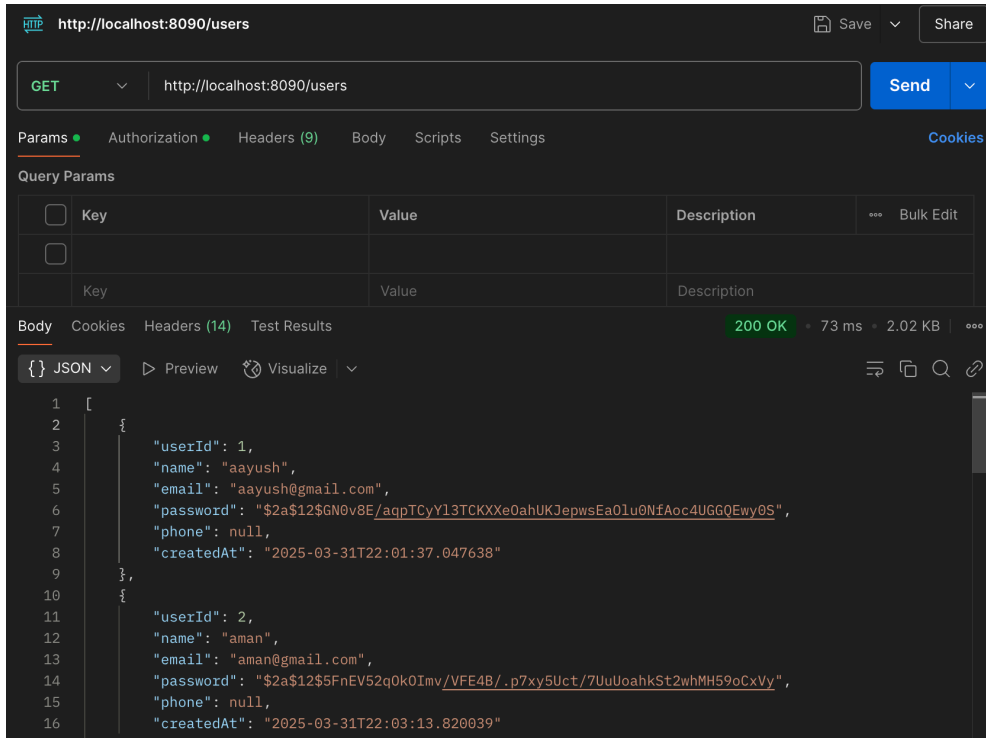 HTTP http://localhost:8090/users Save Share
GET http://localhost:8090/users Send
Params Authorization Headers (9) Body Scripts Settings Cookies
Query Params
Key Value Description Bulk Edit
Key Value Description
Body Cookies Headers (14) Test Results 200 OK 73 ms 2.02 KB
{} JSON Preview Visualize
1 [
2 {
3 "userId": 1,
4 "name": "aayush",
5 "email": "aayush@gmail.com",
6 "password": "$2a$12$GN0v8E/aqpTCyYl3TCKXXeOahUKJepwsEaOlu0NfAoc4UGGQEwy0S",
7 "phone": null,
8 "createdAt": "2025-03-31T22:01:37.047638"
9 },
10 {
11 "userId": 2,
12 "name": "aman",
13 "email": "aman@gmail.com",
14 "password": "$2a$12$5FnEV52qOkOImv/VFE4B/.p7xy5Uct/7UuUoahkSt2whMH59oCxVy",
15 "phone": null,
16 "createdAt": "2025-03-31T22:03:13.820039"